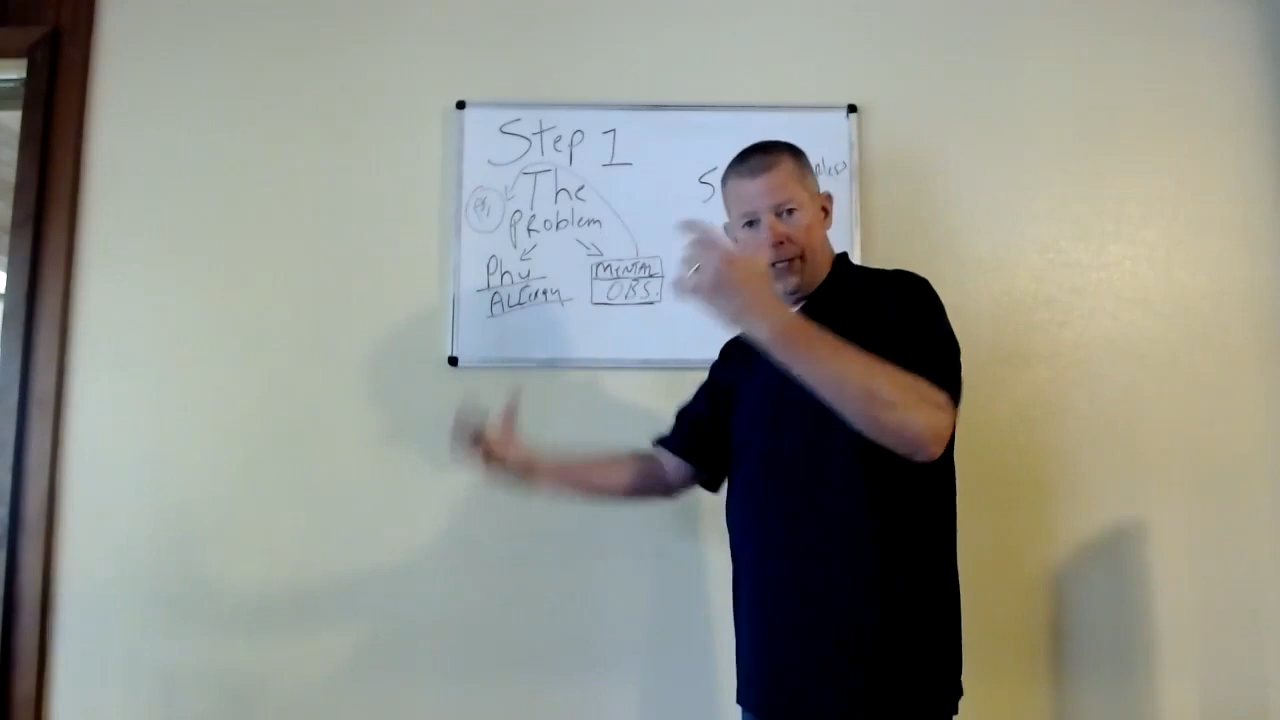 Step 1
The
Problem
Phy
Allergy
MENTAL
OBS.
S